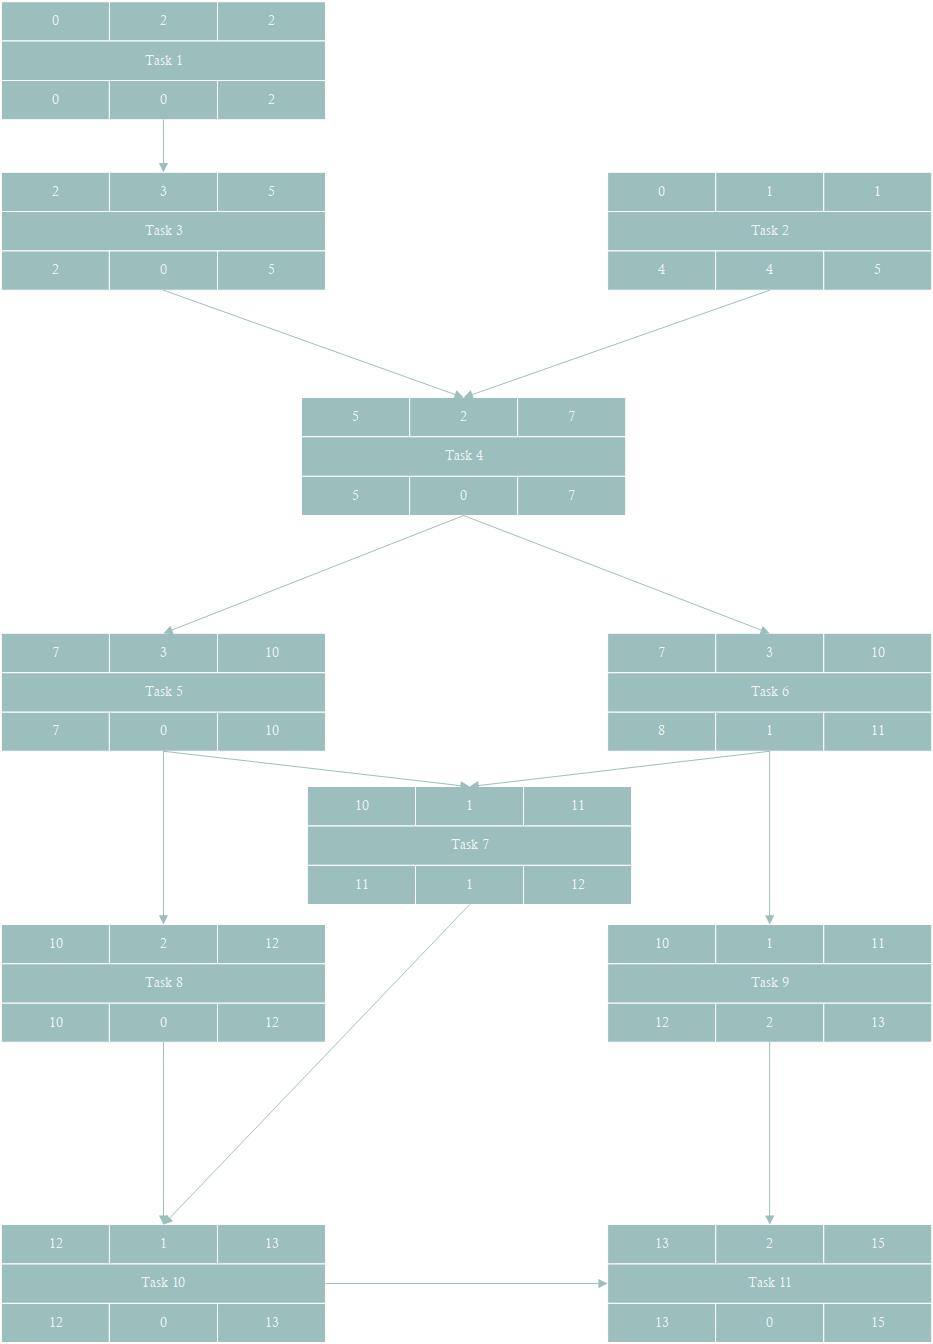 0 2 2
Task 1
0 0 2
2 3 5
Task 3
2 0 5
0 1 1
Task 2
4 4 5
5 2 7
Task 4
5 0 7
7 3 10
Task 5
7 0 10
7 3 10
Task 6
8 1 11
10 1 11
Task 7
11 1 12
10 2 12
Task 8
10 0 12
10 1 11
Task 9
12 2 13
12 1 13
Task 10
12 0 13
13 2 15
Task 11
13 0 15